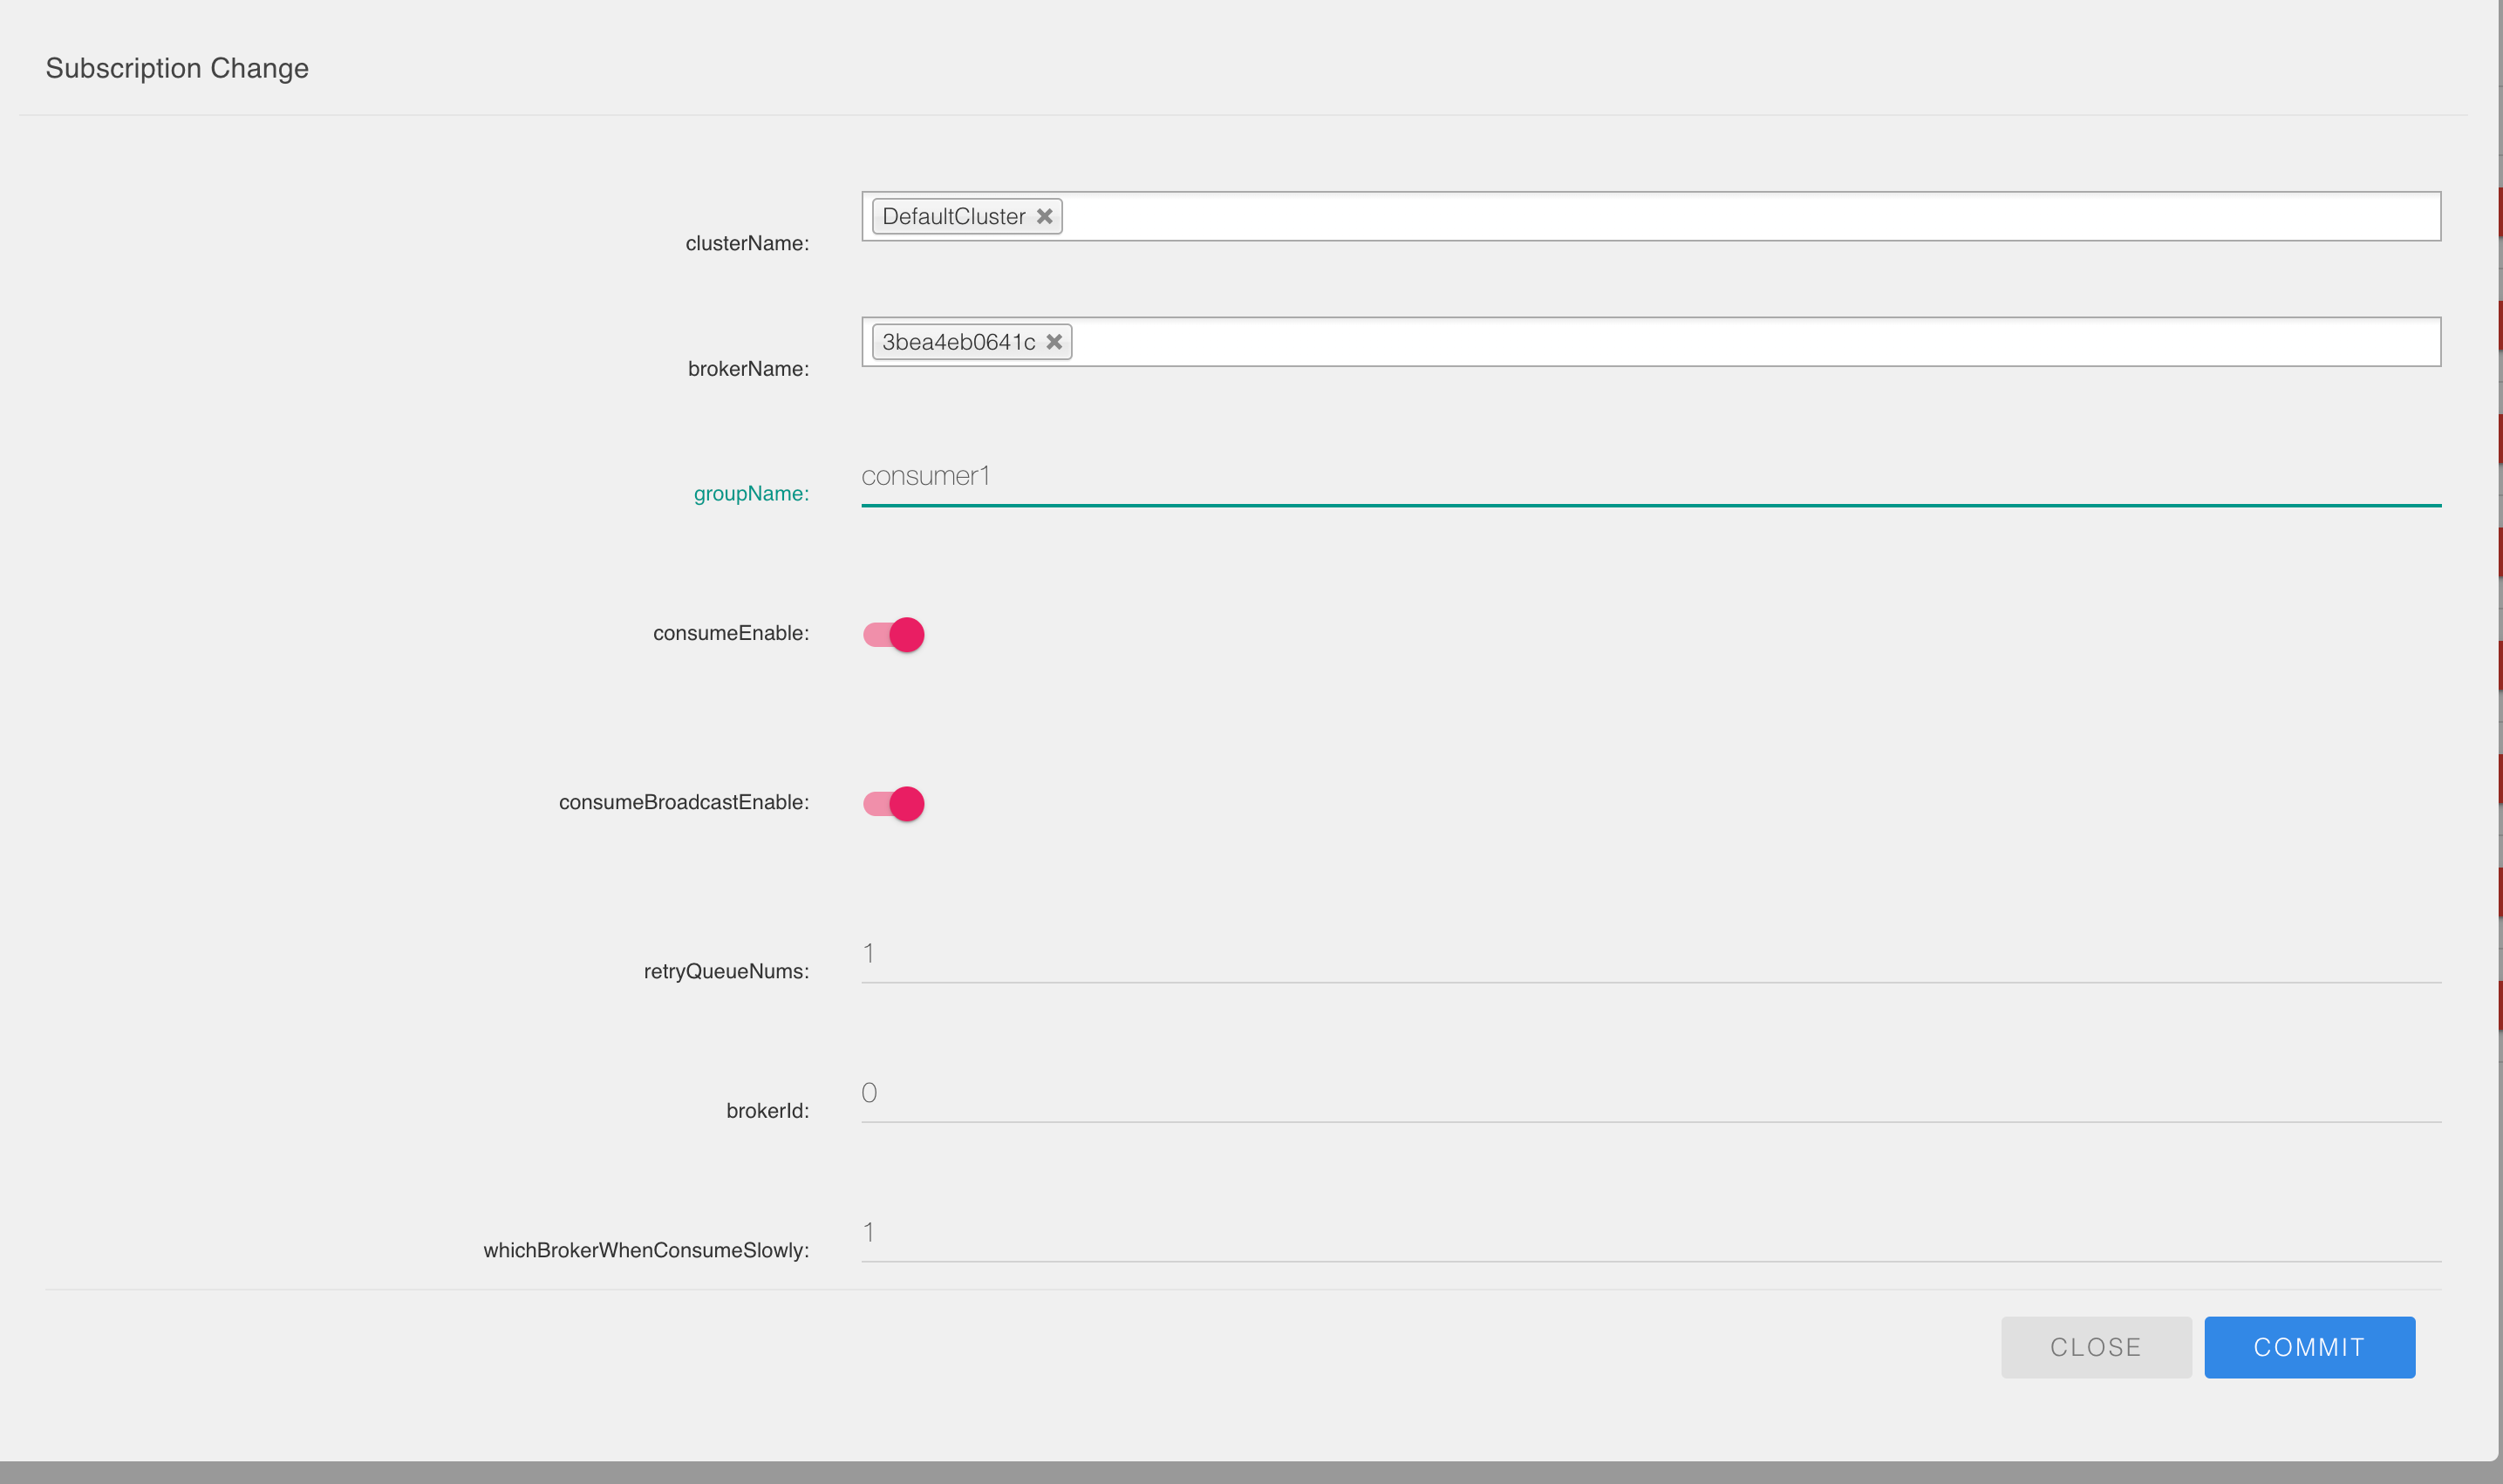 Subscription Change
clusterName:
DefaultCluster
brokerName:
3bea4eb0641c
groupName:
consumer1
consumeEnable:
consumeBroadcastEnable:
retryQueueNums:
1
brokerId:
0
whichBrokerWhenConsumeSlowly:
1
CLOSE
COMMIT